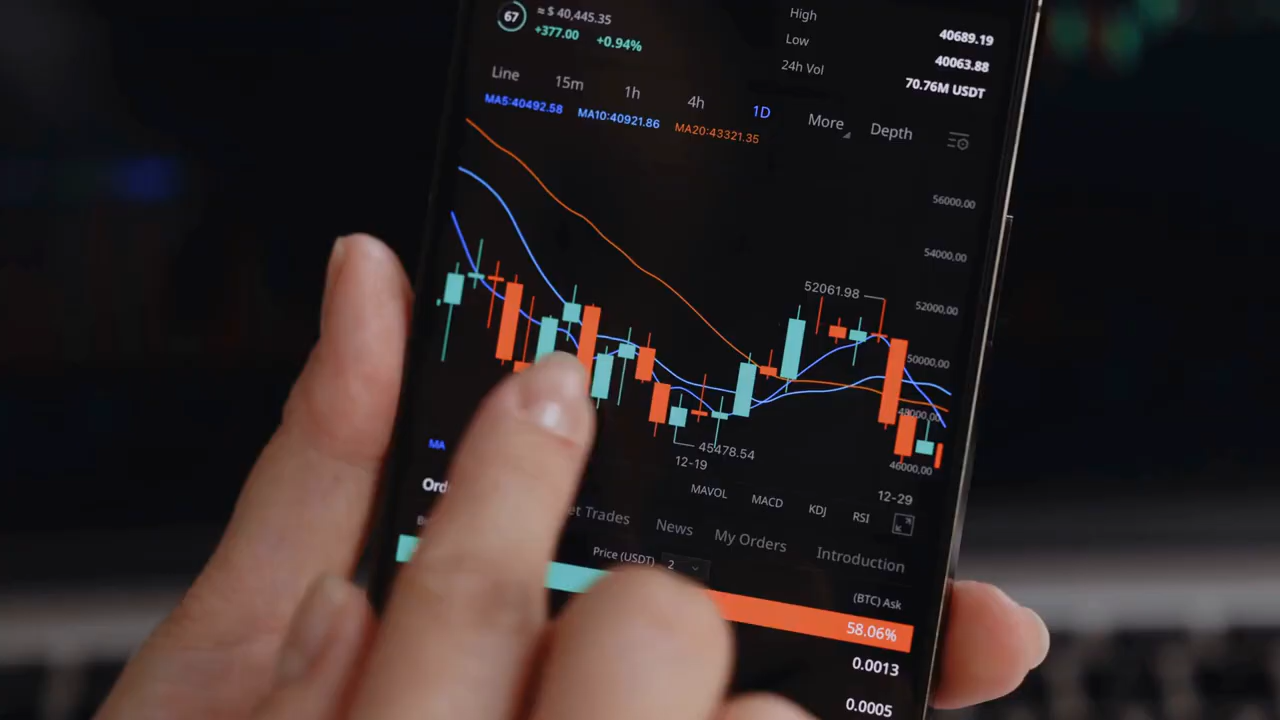 67
≈ $ 40,445.35
+377.00 +0.94%
High 40689.19
Low 40063.88
24h Vol 70.76M USDT
Line 15m 1h 4h 1D More Depth
MA5:40492.58 MA10:40921.86 MA20:43321.35
56000.00
54000.00
52061.98
52000.00
50000.00
48000.00
46000.00
45478.54
12-19
12-29
MA
MAVOL MACD KDJ RSI
Trades News My Orders Introduction
Price (USDT) 2
(BTC) Ask
58.06%
0.0013
0.0005